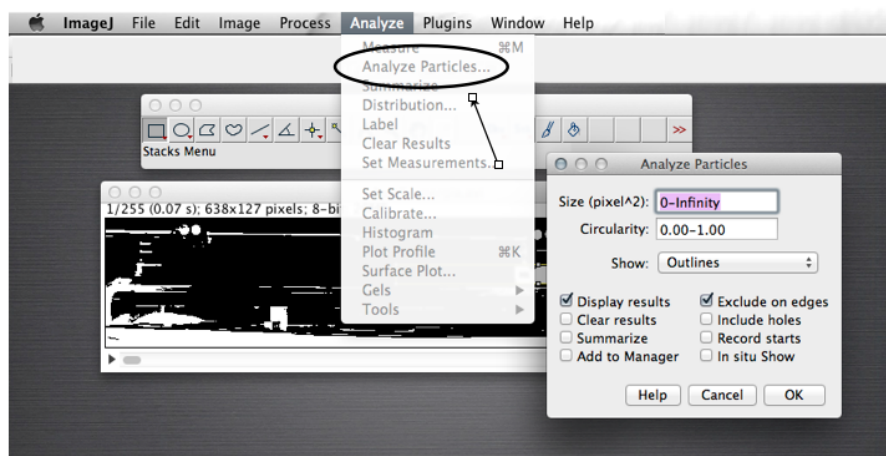 ImageJ File Edit Image Process Analyze Plugins Window Help
Measure ⌘M
Analyze Particles...
Summarize
Distribution...
Label
Clear Results
Set Measurements...
Set Scale...
Calibrate...
Histogram
Plot Profile ⌘K
Surface Plot...
Gels
Tools
>>
Stacks Menu
1/255 (0.07 s); 638x127 pixels; 8-bi
Analyze Particles
Size (pixel^2): 0-Infinity
Circularity: 0.00-1.00
Show: Outlines
Display results Exclude on edges
Clear results Include holes
Summarize Record starts
Add to Manager In situ Show
Help Cancel OK